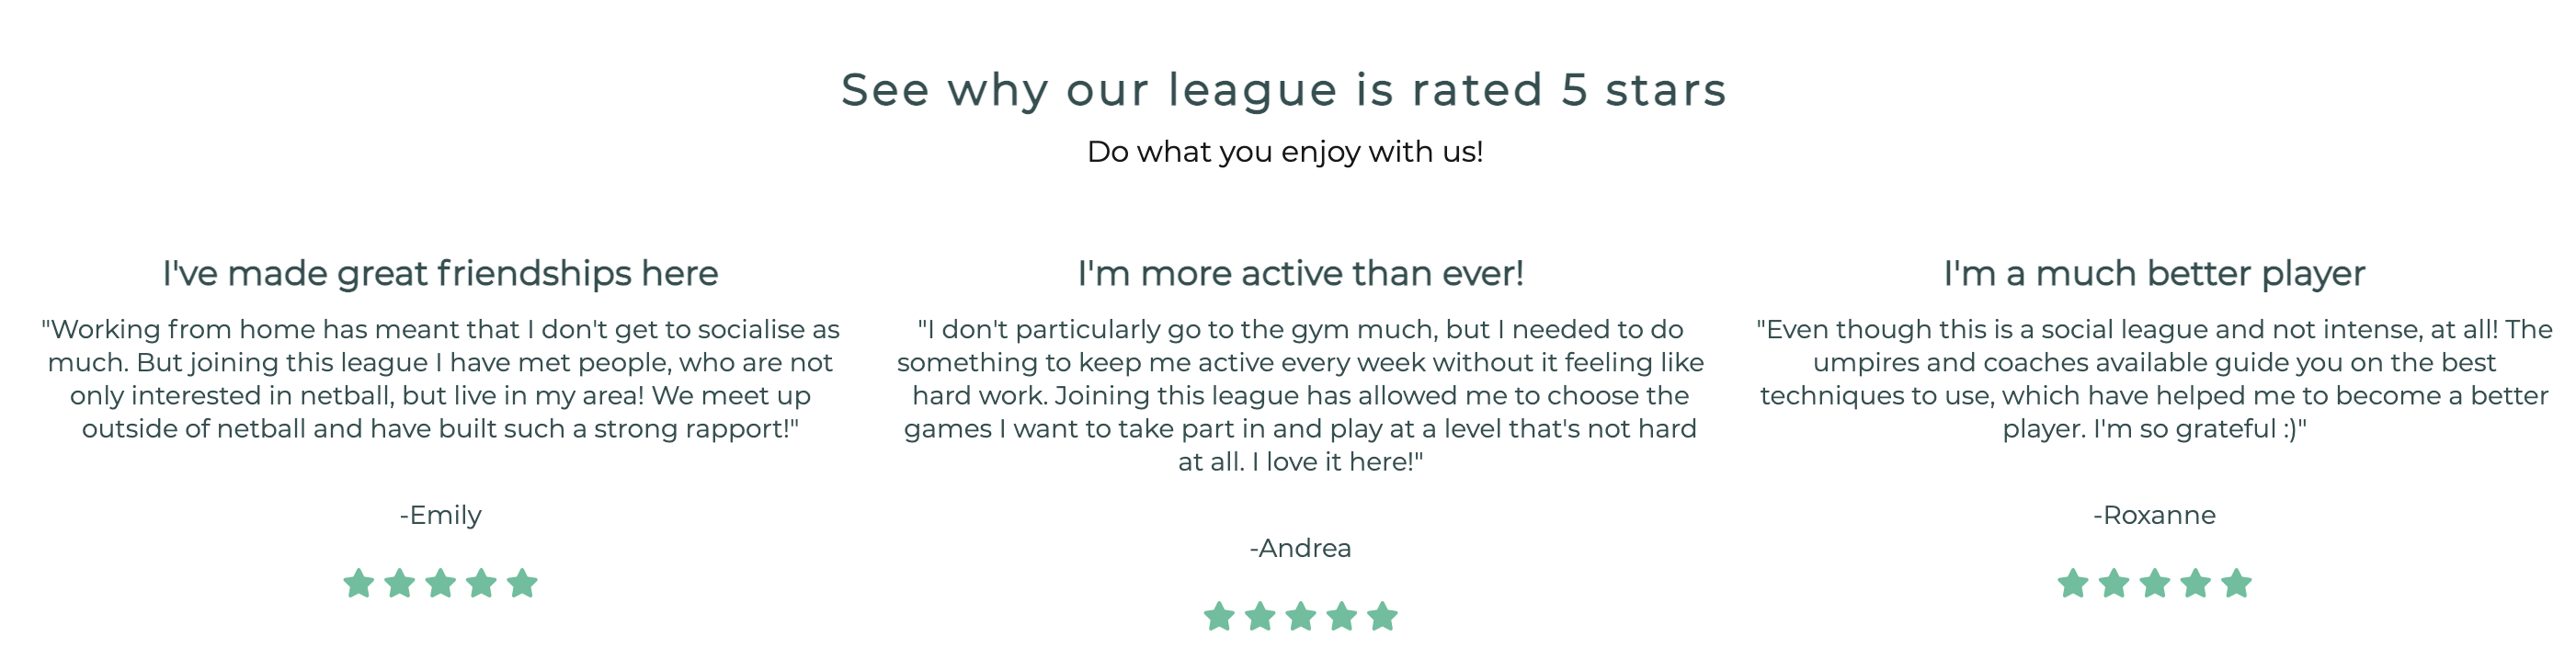 See why our league is rated 5 stars
Do what you enjoy with us!
I've made great friendships here
"Working from home has meant that I don't get to socialise as
much. But joining this league I have met people, who are not
only interested in netball, but live in my area! We meet up
outside of netball and have built such a strong rapport!"
-Emily
I'm more active than ever!
"I don't particularly go to the gym much, but I needed to do
something to keep me active every week without it feeling like
hard work. Joining this league has allowed me to choose the
games I want to take part in and play at a level that's not hard
at all. I love it here!"
-Andrea
I'm a much better player
"Even though this is a social league and not intense, at all! The
umpires and coaches available guide you on the best
techniques to use, which have helped me to become a better
player. I'm so grateful :)"
-Roxanne